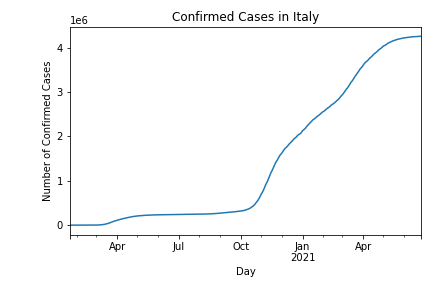 Confirmed Cases in Italy
1e6
4
3
2
1
0
Number of Confirmed Cases
Apr Jul Oct Jan Apr
2021
Day